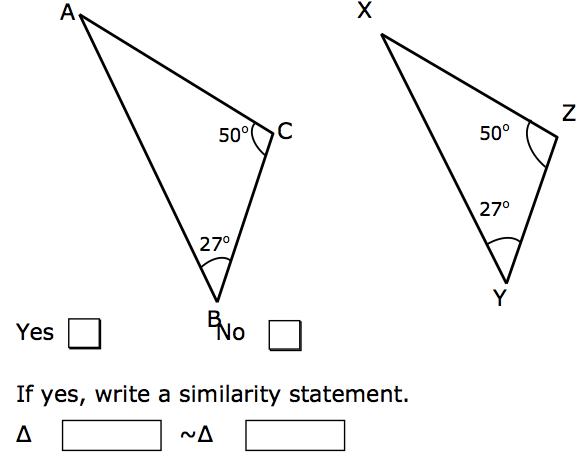 A
X
50° C
Z
50°
27°
27°
B
Y
Yes
No
If yes, write a similarity statement.
Δ ~Δ